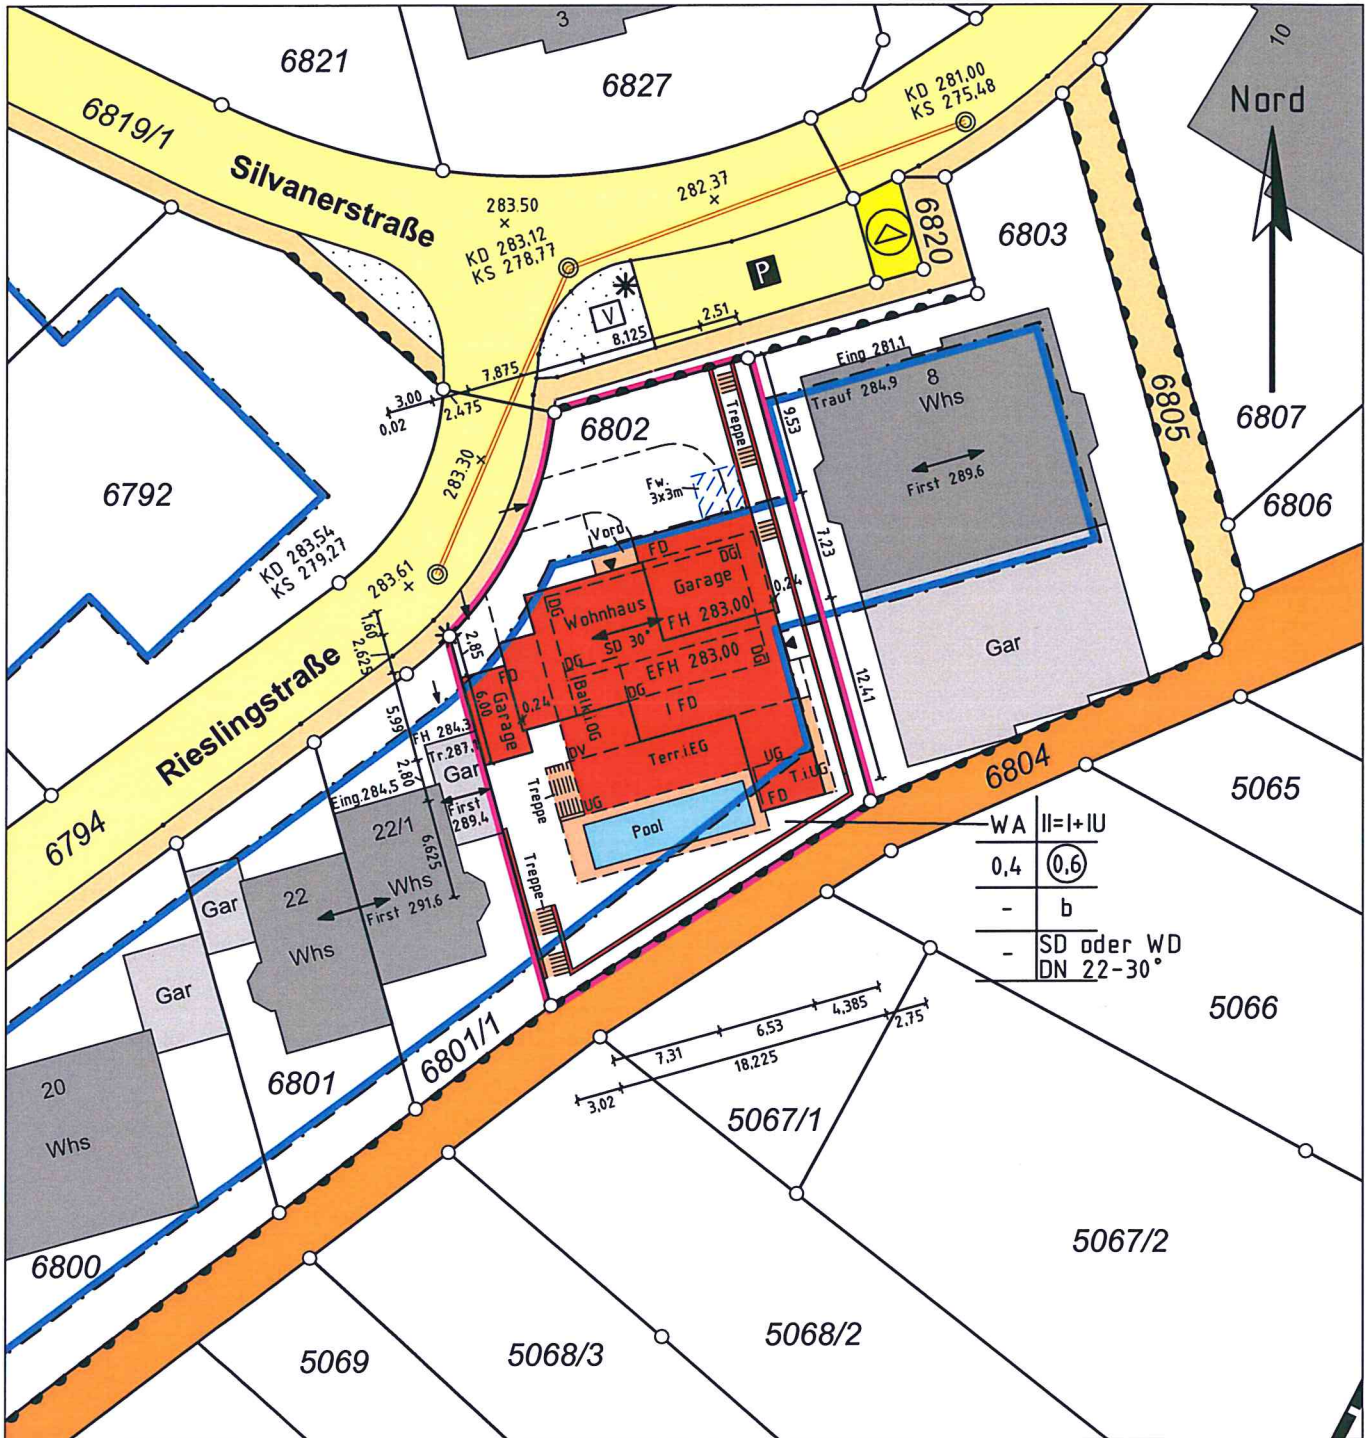 3
6821
6827
10
KD 281,00
KS 275,48
Nord
6819/1
Silvanerstraße
282.37
283.50
KD 283,12
KS 278,77
6820
6803
P
V
2,51
8,125
7,875
3,00
0,02
2,475
Eing 281,1
Trauf 284,9
8
Whs
First 289.6
6805
6807
6806
6802
Treppe
9,53
6792
283.30
Fw.
3x3m
7,23
KD 283,54
KS 279,27
283.61
Vord
FD
DG
Garage
0,24
DG
Wohnhaus
FH 283,00
SD 30°
1,60
2,625
2,85
EFH 283,00
DG
DG
DG
Balk.i.OG
FD
FD
6,00
Garage
0,24
12,41
Gar
Rieslingstraße
5,99
FH 284,3
Tr.287,1
Gar
2,80
First
289,4
Eing.284,5
DV
Terr.i.EG
UG
T.i.UG
FD
UG
Treppe
Pool
6804
5065
6794
22/1
Whs
First 291.6
6,625
Treppe
WA II=I+IU
0,4 0,6
- b
- SD oder WD
DN 22-30°
Gar
22
Whs
Gar
6801/1
6801
20
Whs
5066
4,385
6,53
2,75
7,31
18,225
3,02
5067/1
6800
5067/2
5069
5068/3
5068/2